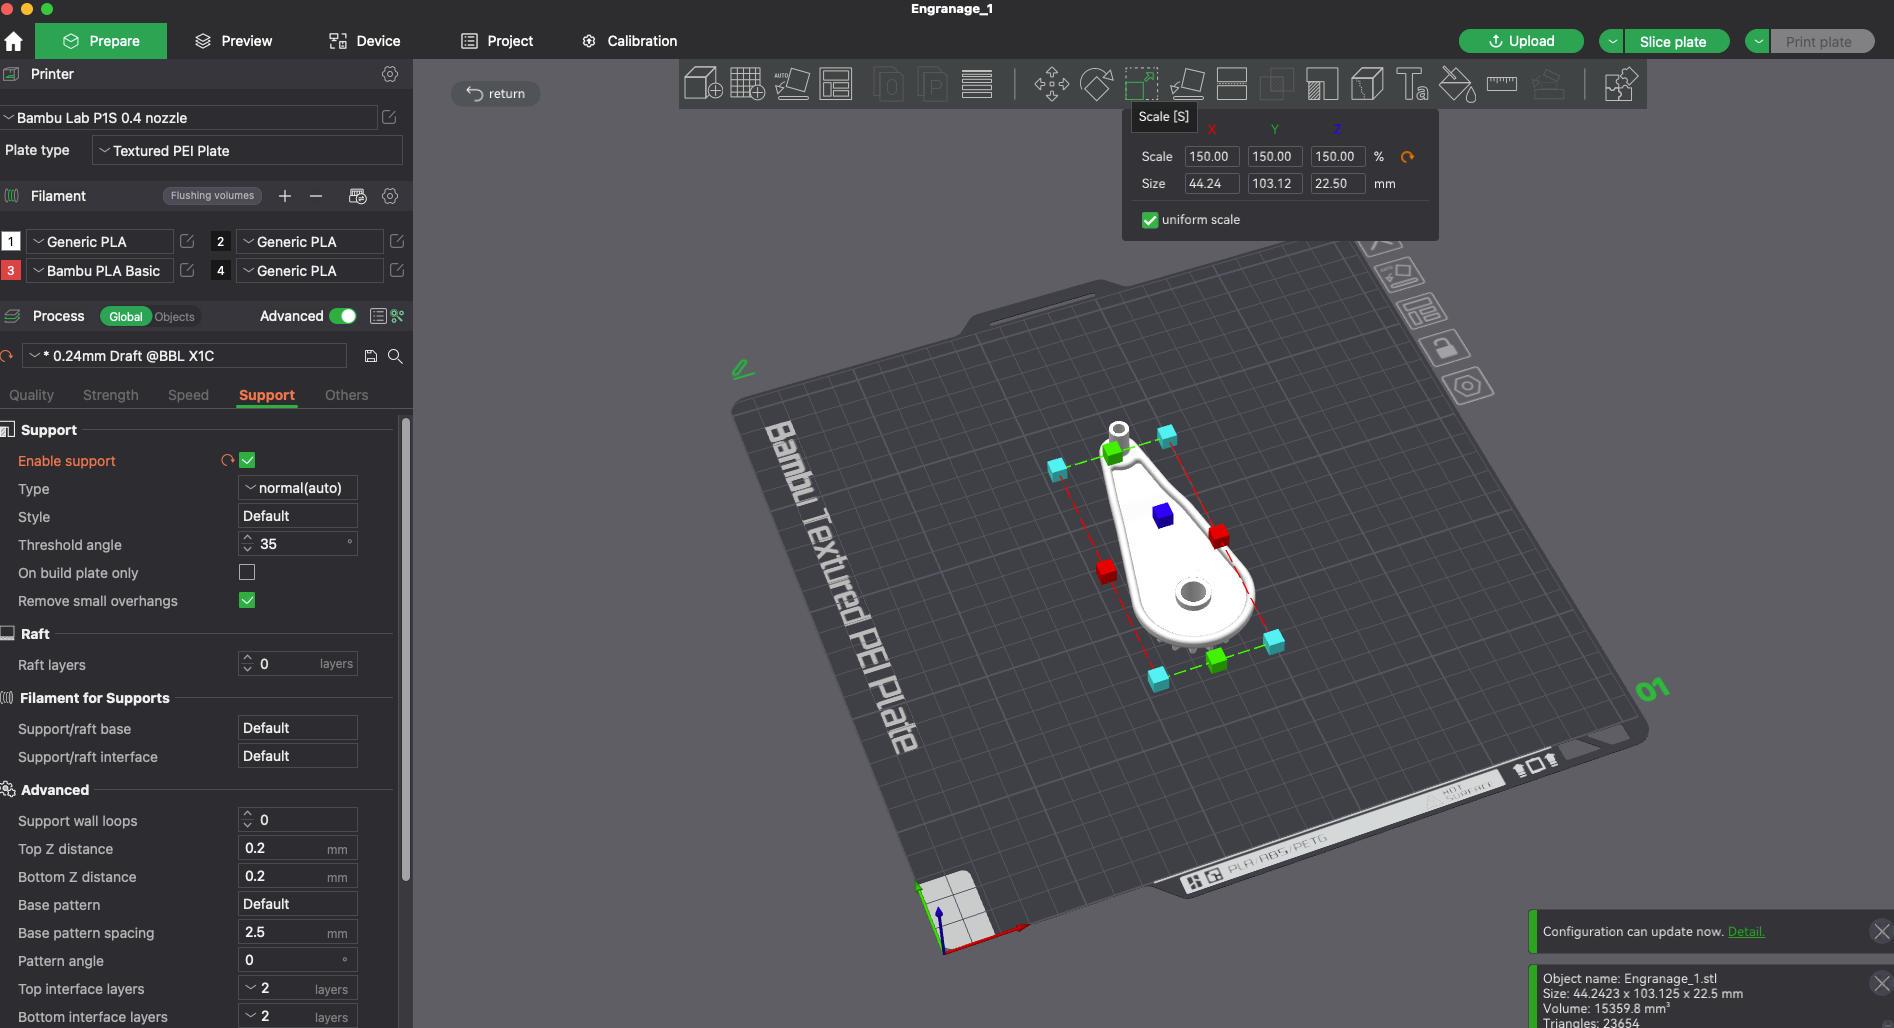 Engranage_1
Prepare
Preview
Device
Project
Calibration
Upload
Slice plate
Print plate
Printer
return
Bambu Lab P1S 0.4 nozzle
Plate type
Textured PEI Plate
Scale [S]
X Y Z
Scale 150.00 150.00 150.00 %
Size 44.24 103.12 22.50 mm
uniform scale
Filament
Flushing volumes
1 Generic PLA
2 Generic PLA
3 Bambu PLA Basic
4 Generic PLA
Process
Global
Objects
Advanced
* 0.24mm Draft @BBL X1C
Quality
Strength
Speed
Support
Others
Support
Enable support
Type normal(auto)
Style Default
Threshold angle 35 °
On build plate only
Remove small overhangs
Raft
Raft layers 0 layers
Filament for Supports
Support/raft base Default
Support/raft interface Default
Advanced
Support wall loops 0
Top Z distance 0.2 mm
Bottom Z distance 0.2 mm
Base pattern Default
Base pattern spacing 2.5 mm
Pattern angle 0 °
Top interface layers 2 layers
Bottom interface layers 2 layers
AUTO
Bambu Textured PEI Plate
01
HOT
SURFACE
PLA/ABS/PETG
Configuration can update now. Detail.
Object name: Engranage_1.stl
Size: 44.2423 x 103.125 x 22.5 mm
Volume: 15359.8 mm³
Triangles: 23654